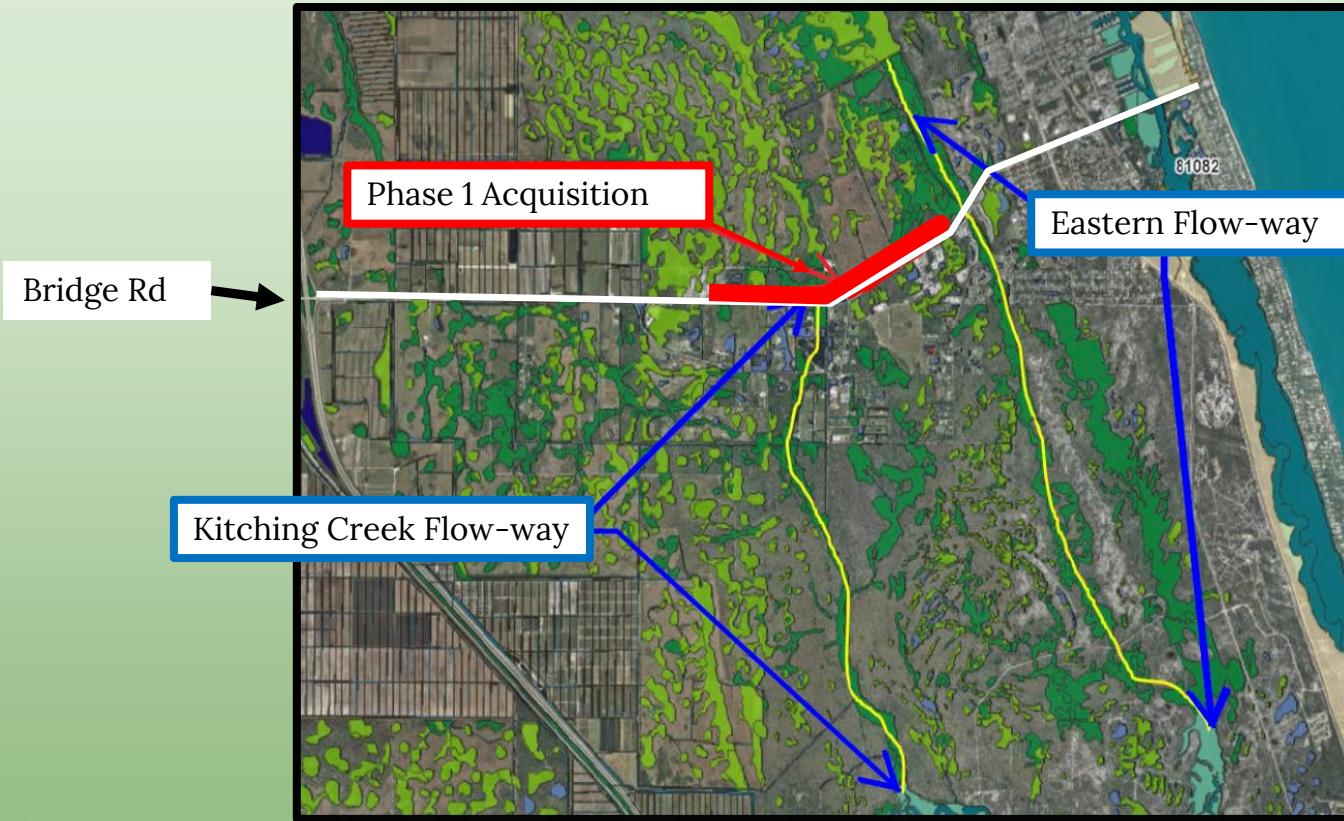 81082
Phase 1 Acquisition
Eastern Flow-way
Bridge Rd
Kitching Creek Flow-way